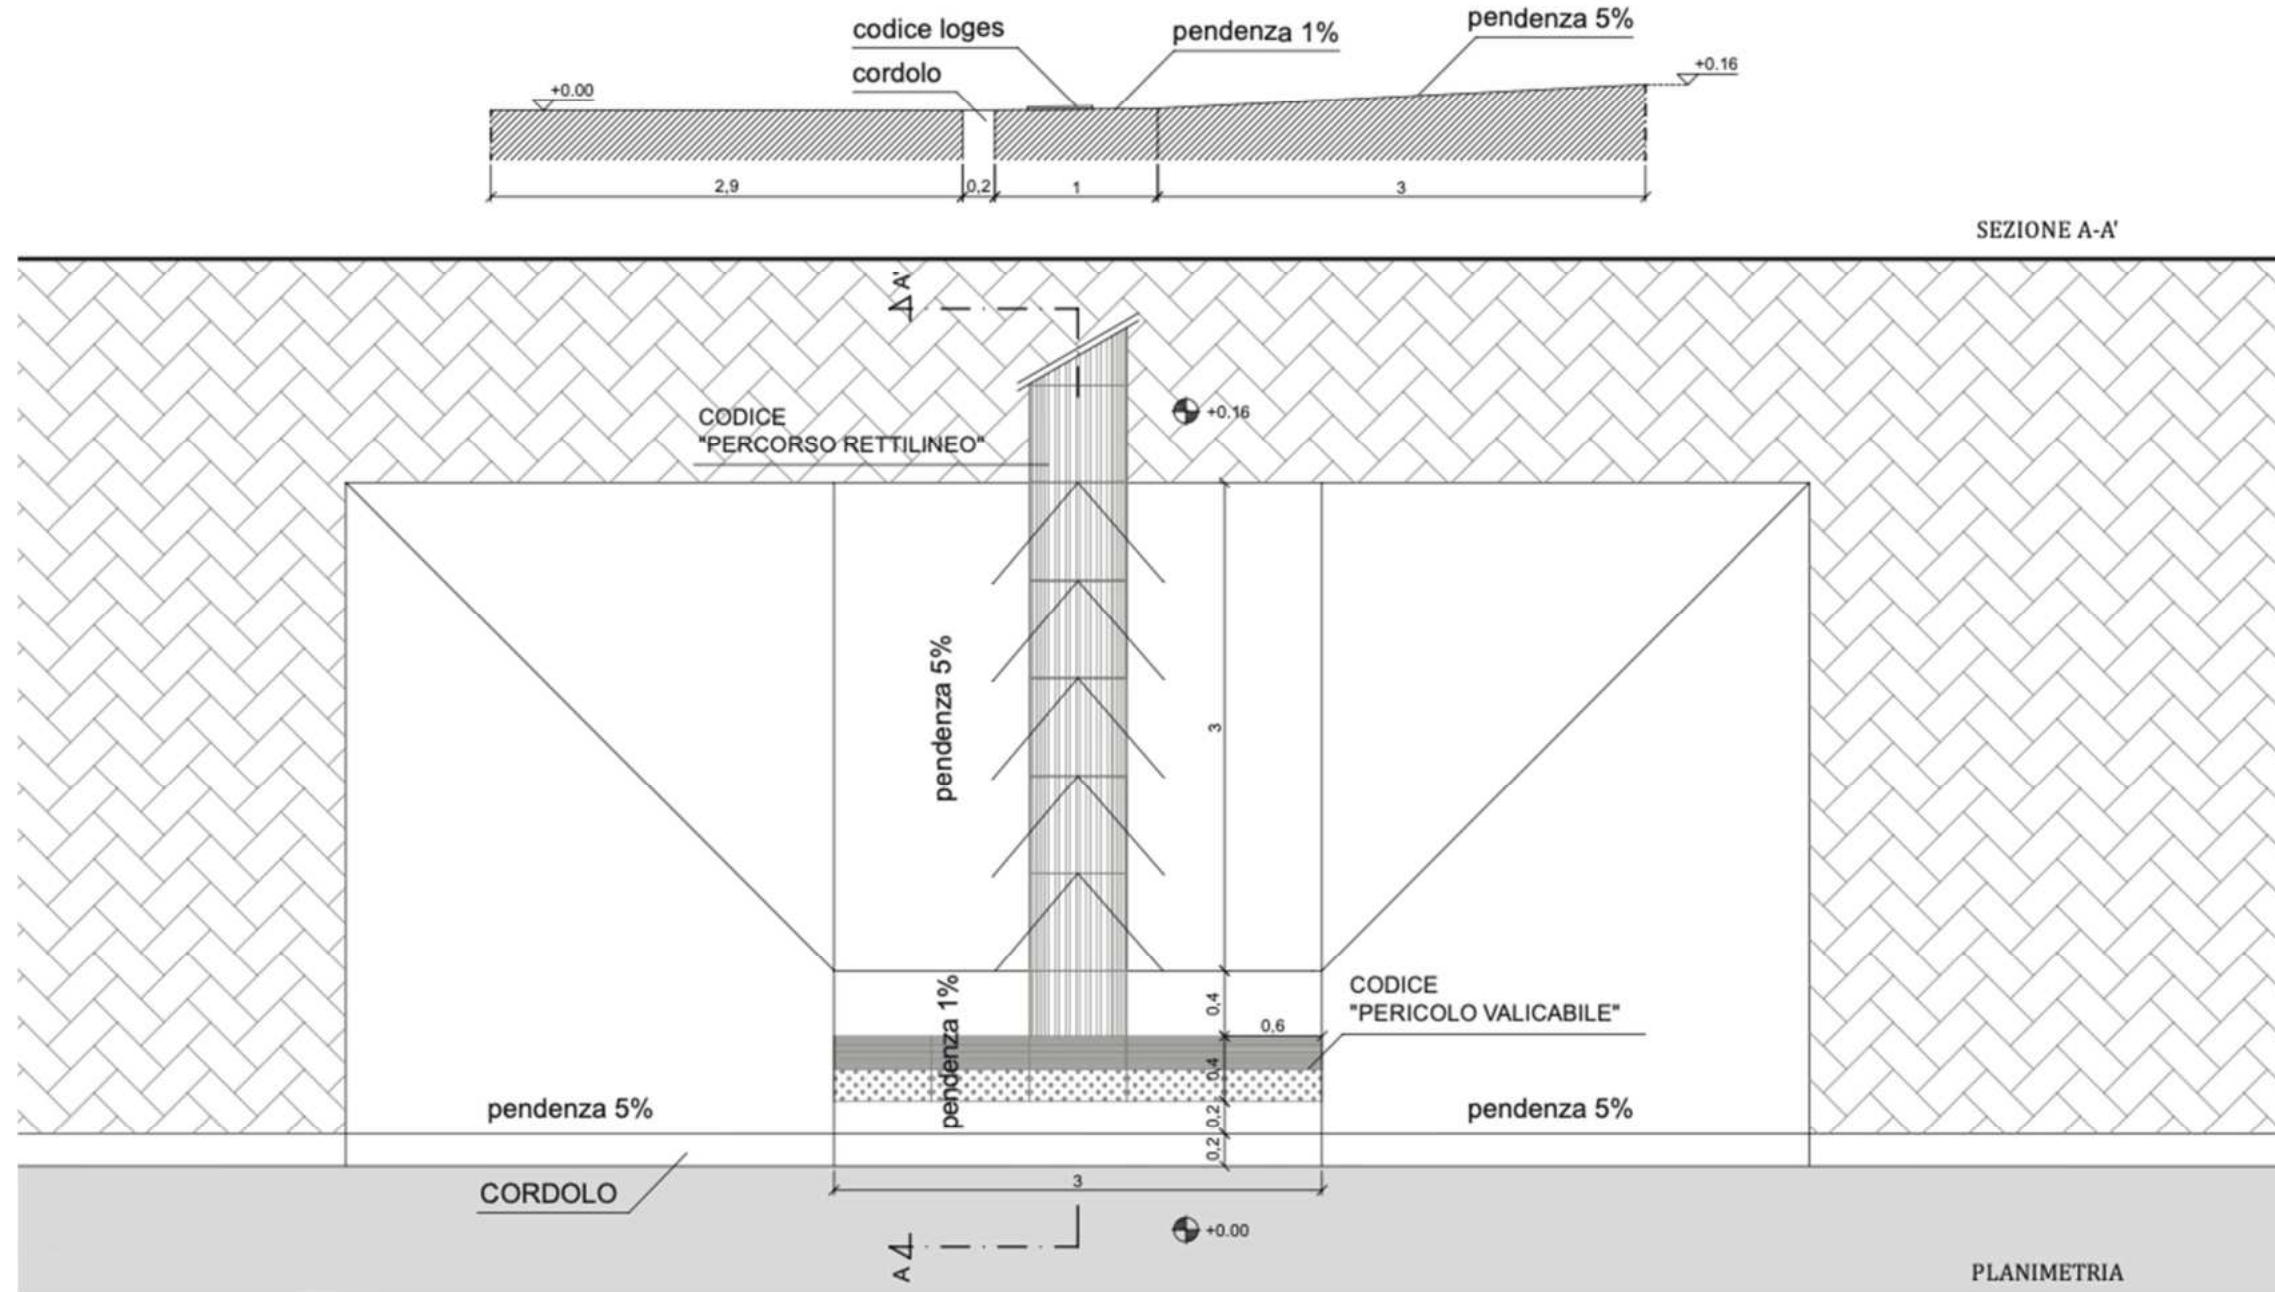 codice loges
pendenza 1%
pendenza 5%
cordolo
+0.00
+0.16
2,9
0,2
1
3
SEZIONE A-A'
A'
CODICE
"PERCORSO RETTILINEO"
+0.16
pendenza 5%
3
pendenza 1%
0,4
CODICE
"PERICOLO VALICABILE"
0,6
0,4
pendenza 5%
0,2
pendenza 5%
0,2
CORDOLO
3
+0.00
A
PLANIMETRIA